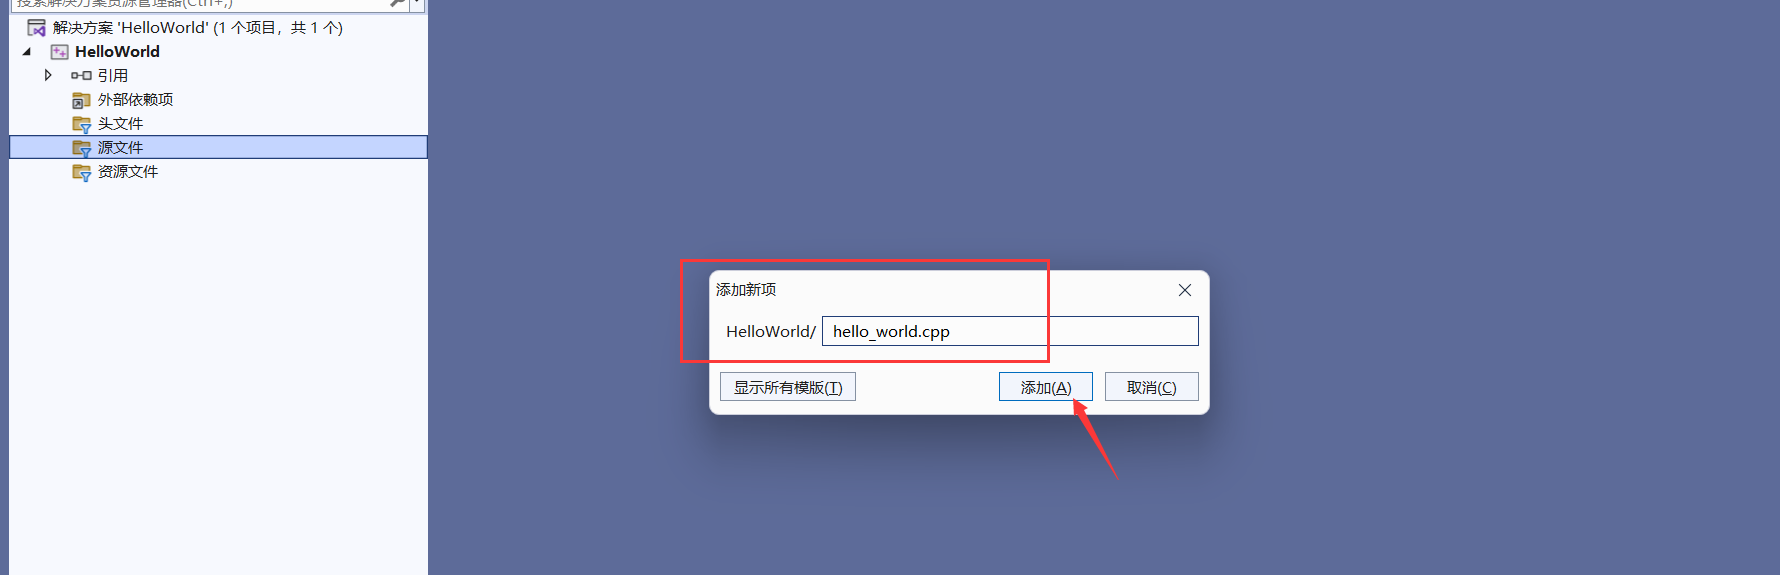 搜索解决方案资源管理器(Ctrl+;)
解决方案 'HelloWorld' (1 个项目，共 1 个)
HelloWorld
引用
外部依赖项
头文件
源文件
资源文件
添加新项
HelloWorld/ hello_world.cpp
显示所有模版(T) 添加(A) 取消(C)